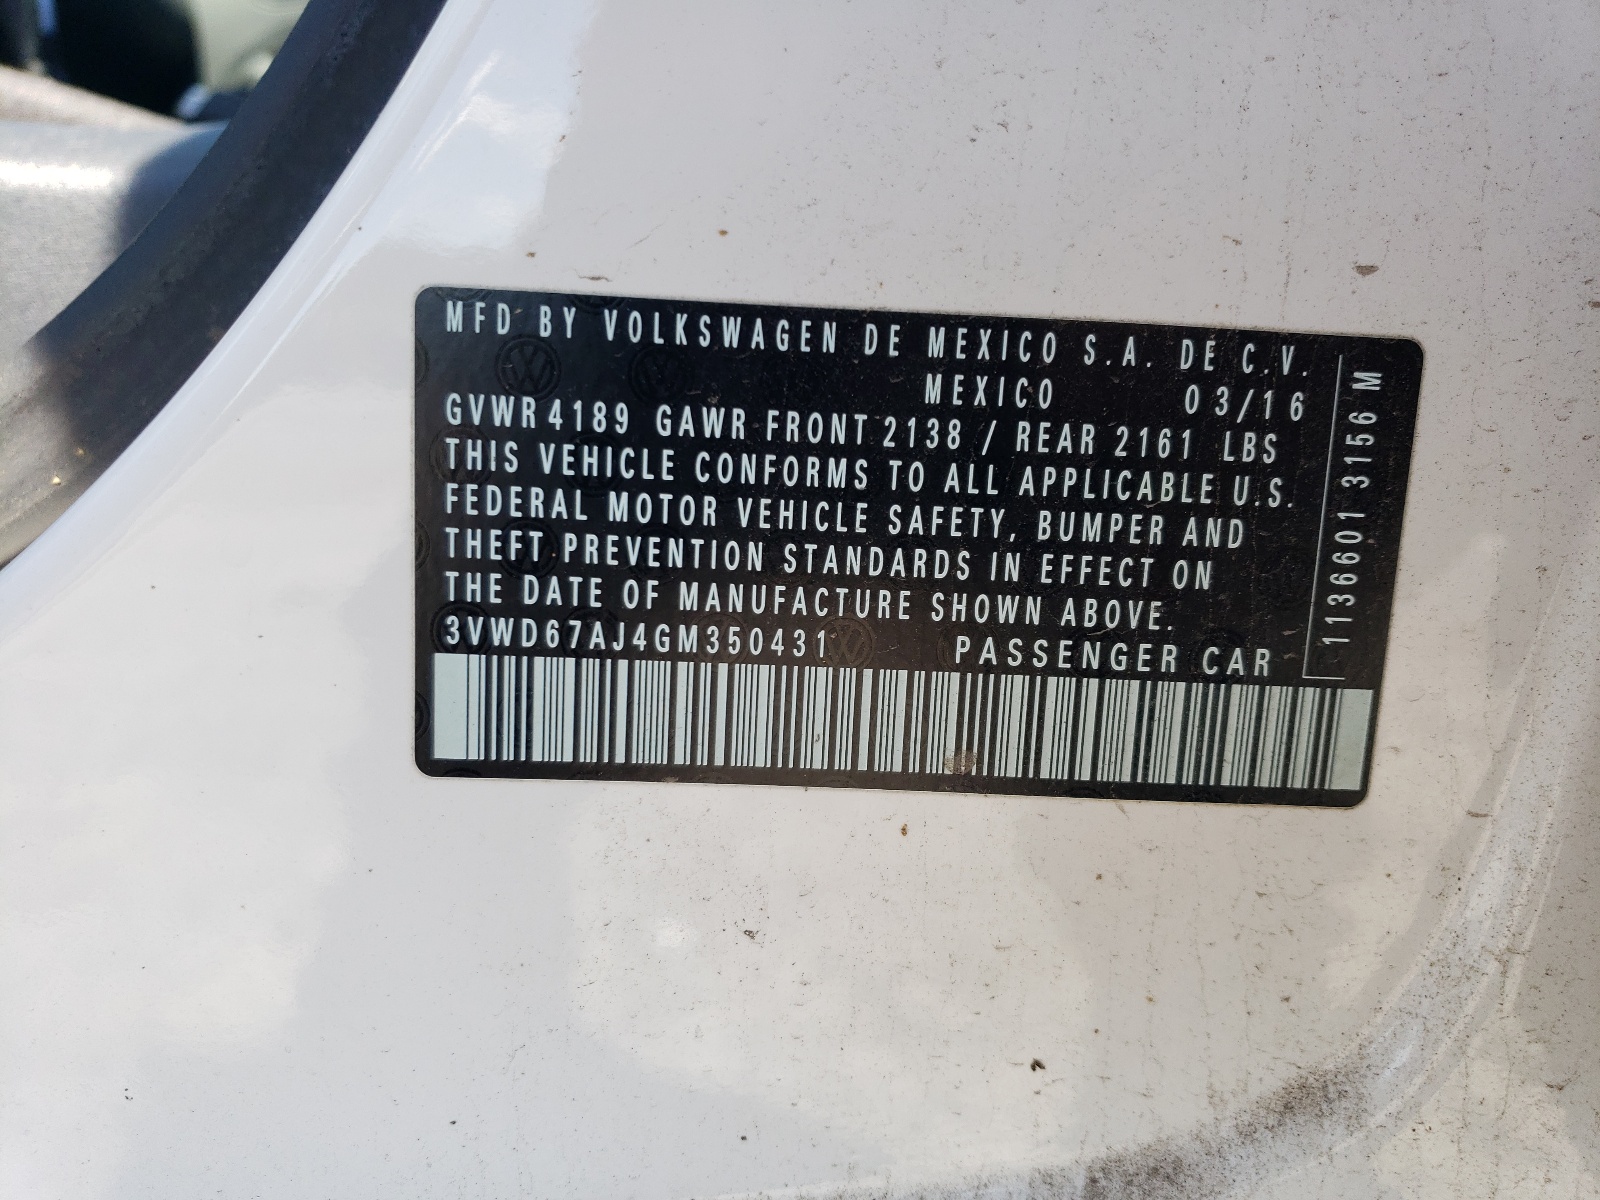 MFD BY VOLKSWAGEN DE MEXICO S.A. DE C.V.
MEXICO 03/16
GVWR 4189 GAWR FRONT 2138 / REAR 2161 LBS
THIS VEHICLE CONFORMS TO ALL APPLICABLE U.S.
FEDERAL MOTOR VEHICLE SAFETY, BUMPER AND
THEFT PREVENTION STANDARDS IN EFFECT ON
THE DATE OF MANUFACTURE SHOWN ABOVE.
3VWD67AJ4GM350431 PASSENGER CAR
1136601 3156 M